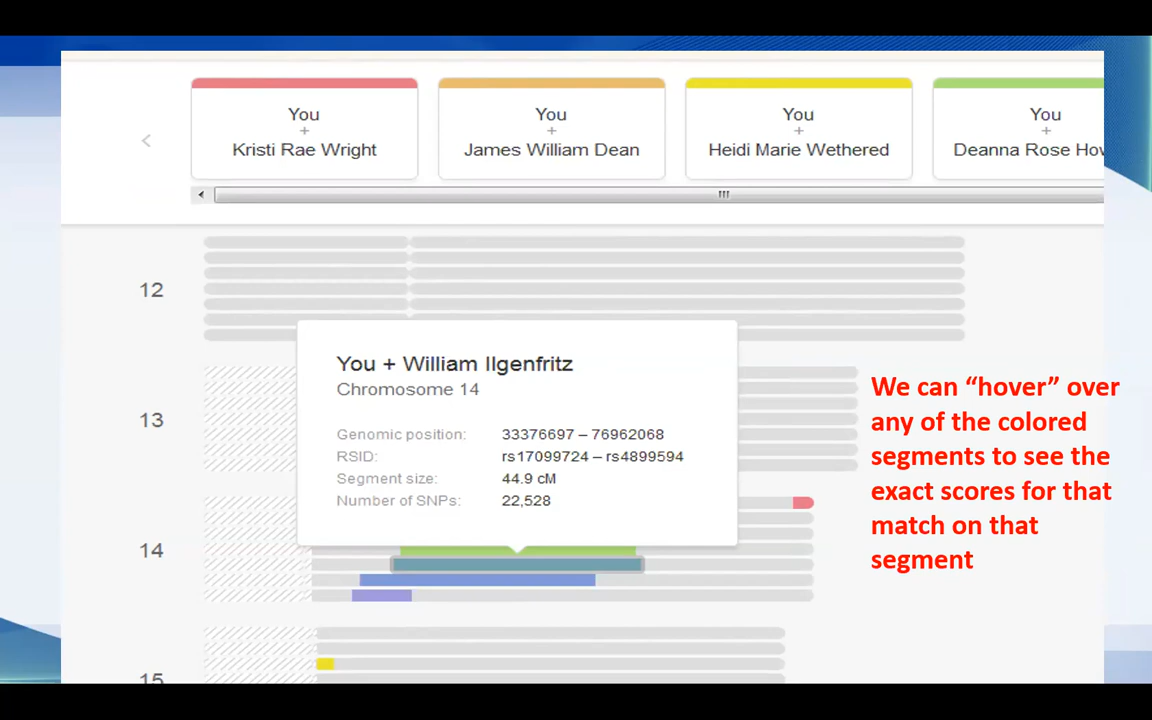 You
+
Kristi Rae Wright
You
+
James William Dean
You
+
Heidi Marie Wethered
You
+
Deanna Rose
12
You + William Ilgenfritz
Chromosome 14
Genomic position: 33376697 – 76962068
RSID: rs17099724 – rs4899594
Segment size: 44.9 cM
Number of SNPs: 22,528
13
14
15
We can “hover” over
any of the colored
segments to see the
exact scores for that
match on that
segment